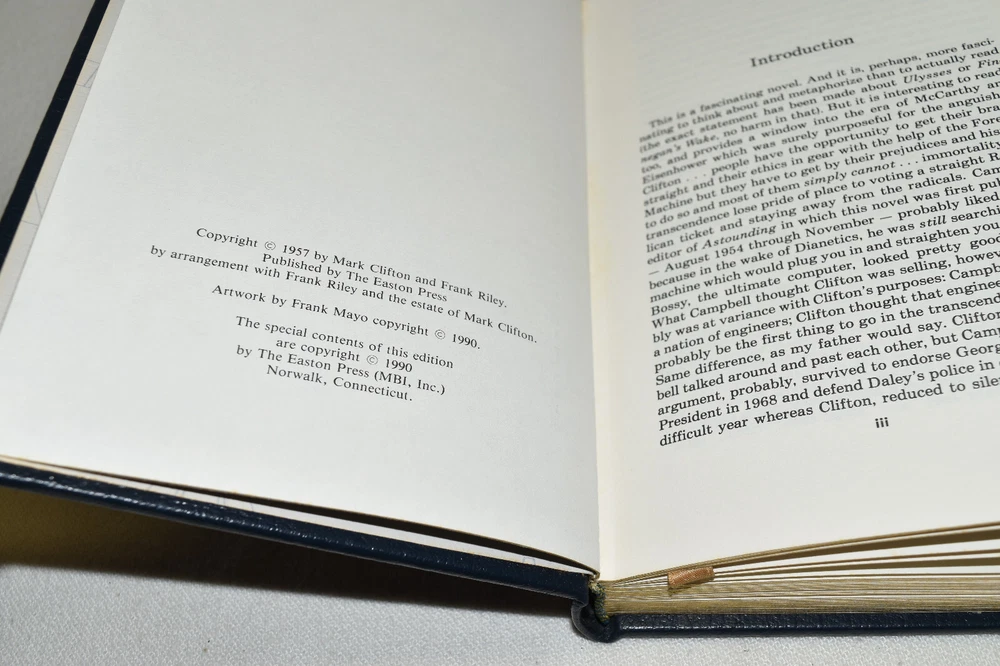 Copyright © 1957 by Mark Clifton and Frank Riley.
Published by The Easton Press
by arrangement with Frank Riley and the estate of Mark Clifton.
Artwork by Frank Mayo copyright © 1990.
The special contents of this edition
are copyright © 1990
by The Easton Press (MBI, Inc.)
Norwalk, Connecticut.
Introduction
This is a fascinating novel. And it is, perhaps, more fasci-
nating to think about and metaphorize than to actually read
(the exact statement has been made about Ulysses or Fin
negan's Wake, no harm in that). But it is interesting to read
too, and provides a window into the era of McCarthy an
Eisenhower which was surely purposeful for the anguish
Clifton . . . people have the opportunity to get their bra
straight and their ethics in gear with the help of the Fore
Machine but they have to get by their prejudices and his
to do so and most of them simply cannot . . . immortality
transcendence lose pride of place to voting a straight R
lican ticket and staying away from the radicals. Cam
editor of Astounding in which this novel was first pub
— August 1954 through November — probably liked
because in the wake of Dianetics, he was still searchi
machine which would plug you in and straighten you
Bossy, the ultimate computer, looked pretty good
What Campbell thought Clifton was selling, howev
bly was at variance with Clifton's purposes: Campb
a nation of engineers; Clifton thought that enginee
probably be the first thing to go in the transcend
Same difference, as my father would say. Clifton
bell talked around and past each other, but Camp
argument, probably, survived to endorse Georg
President in 1968 and defend Daley's police in
difficult year whereas Clifton, reduced to sile
iii